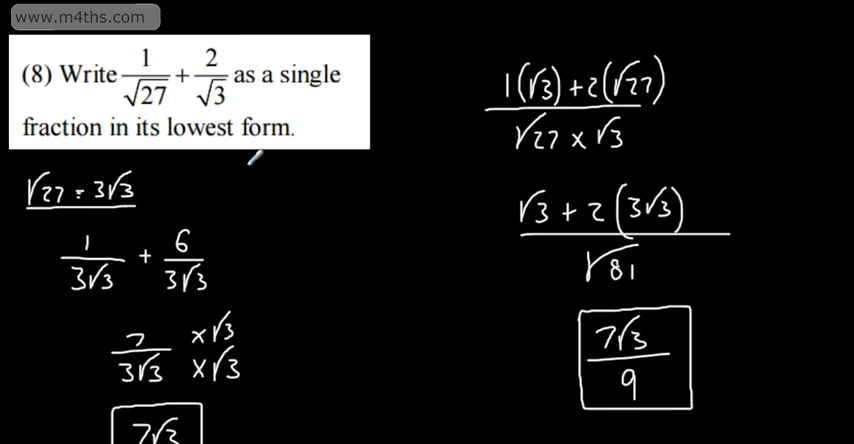 www.m4ths.com
(8) Write 1/√27 + 2/√3 as a single
fraction in its lowest form.
√27 = 3√3
1/3√3 + 6/3√3
7/3√3 ×√3/×√3
7√3
1(√3)+2(√27)/√27 × √3
√3 + 2(3√3)/√81
7√3/9